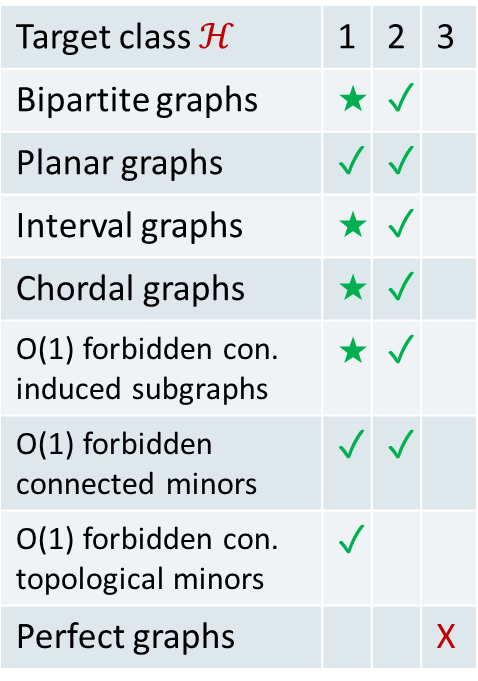 Target class ℋ 1 2 3
Bipartite graphs ★ ✓
Planar graphs ✓ ✓
Interval graphs ★ ✓
Chordal graphs ★ ✓
O(1) forbidden con. ★ ✓
induced subgraphs
O(1) forbidden ✓ ✓
connected minors
O(1) forbidden con. ✓
topological minors
Perfect graphs X